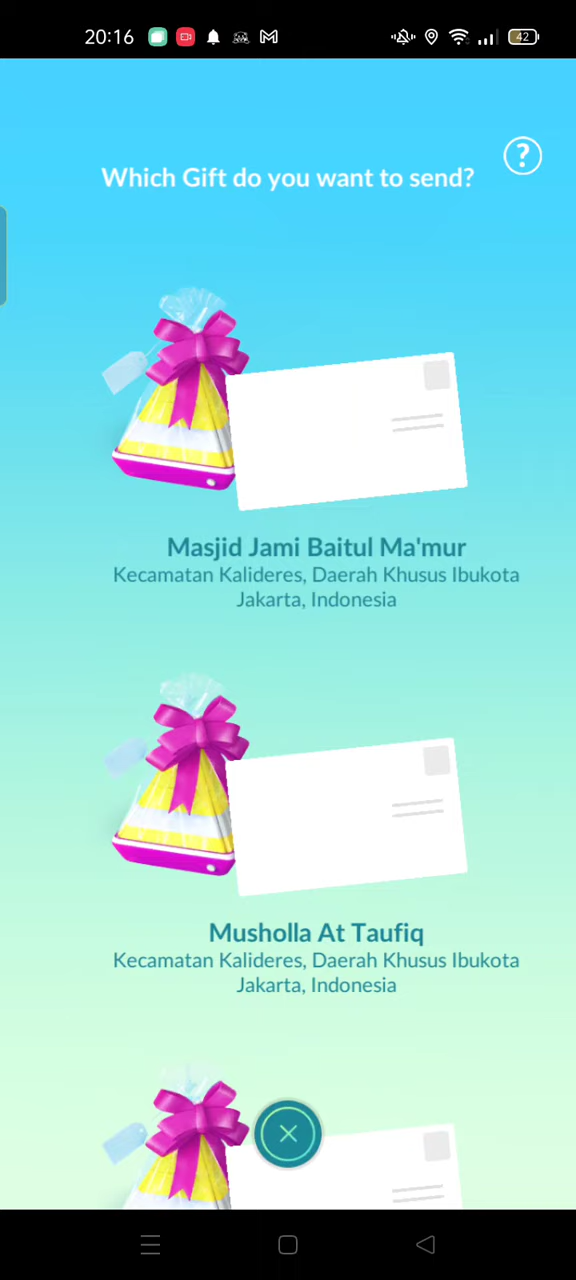 20:16
42
Which Gift do you want to send?
?
Masjid Jami Baitul Ma'mur
Kecamatan Kalideres, Daerah Khusus Ibukota
Jakarta, Indonesia
Musholla At Taufiq
Kecamatan Kalideres, Daerah Khusus Ibukota
Jakarta, Indonesia